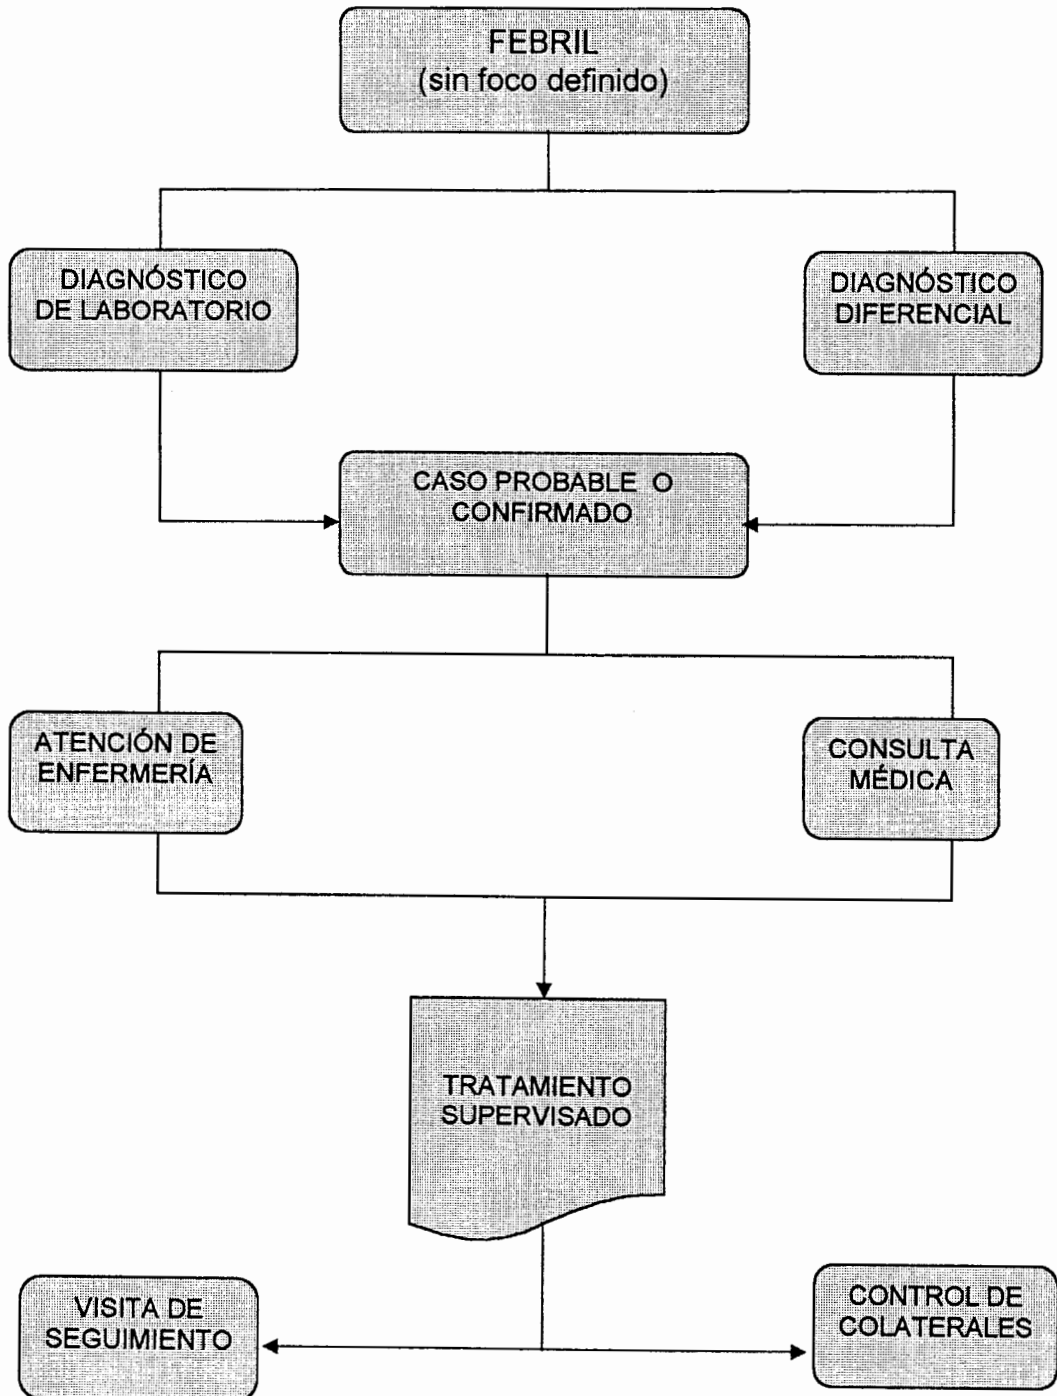 FEBRIL
(sin foco definido)
DIAGNÓSTICO
DE LABORATORIO
DIAGNÓSTICO
DIFERENCIAL
CASO PROBABLE O
CONFIRMADO
ATENCIÓN DE
ENFERMERÍA
CONSULTA
MÉDICA
TRATAMIENTO
SUPERVISADO
VISITA DE
SEGUIMIENTO
CONTROL DE
COLATERALES